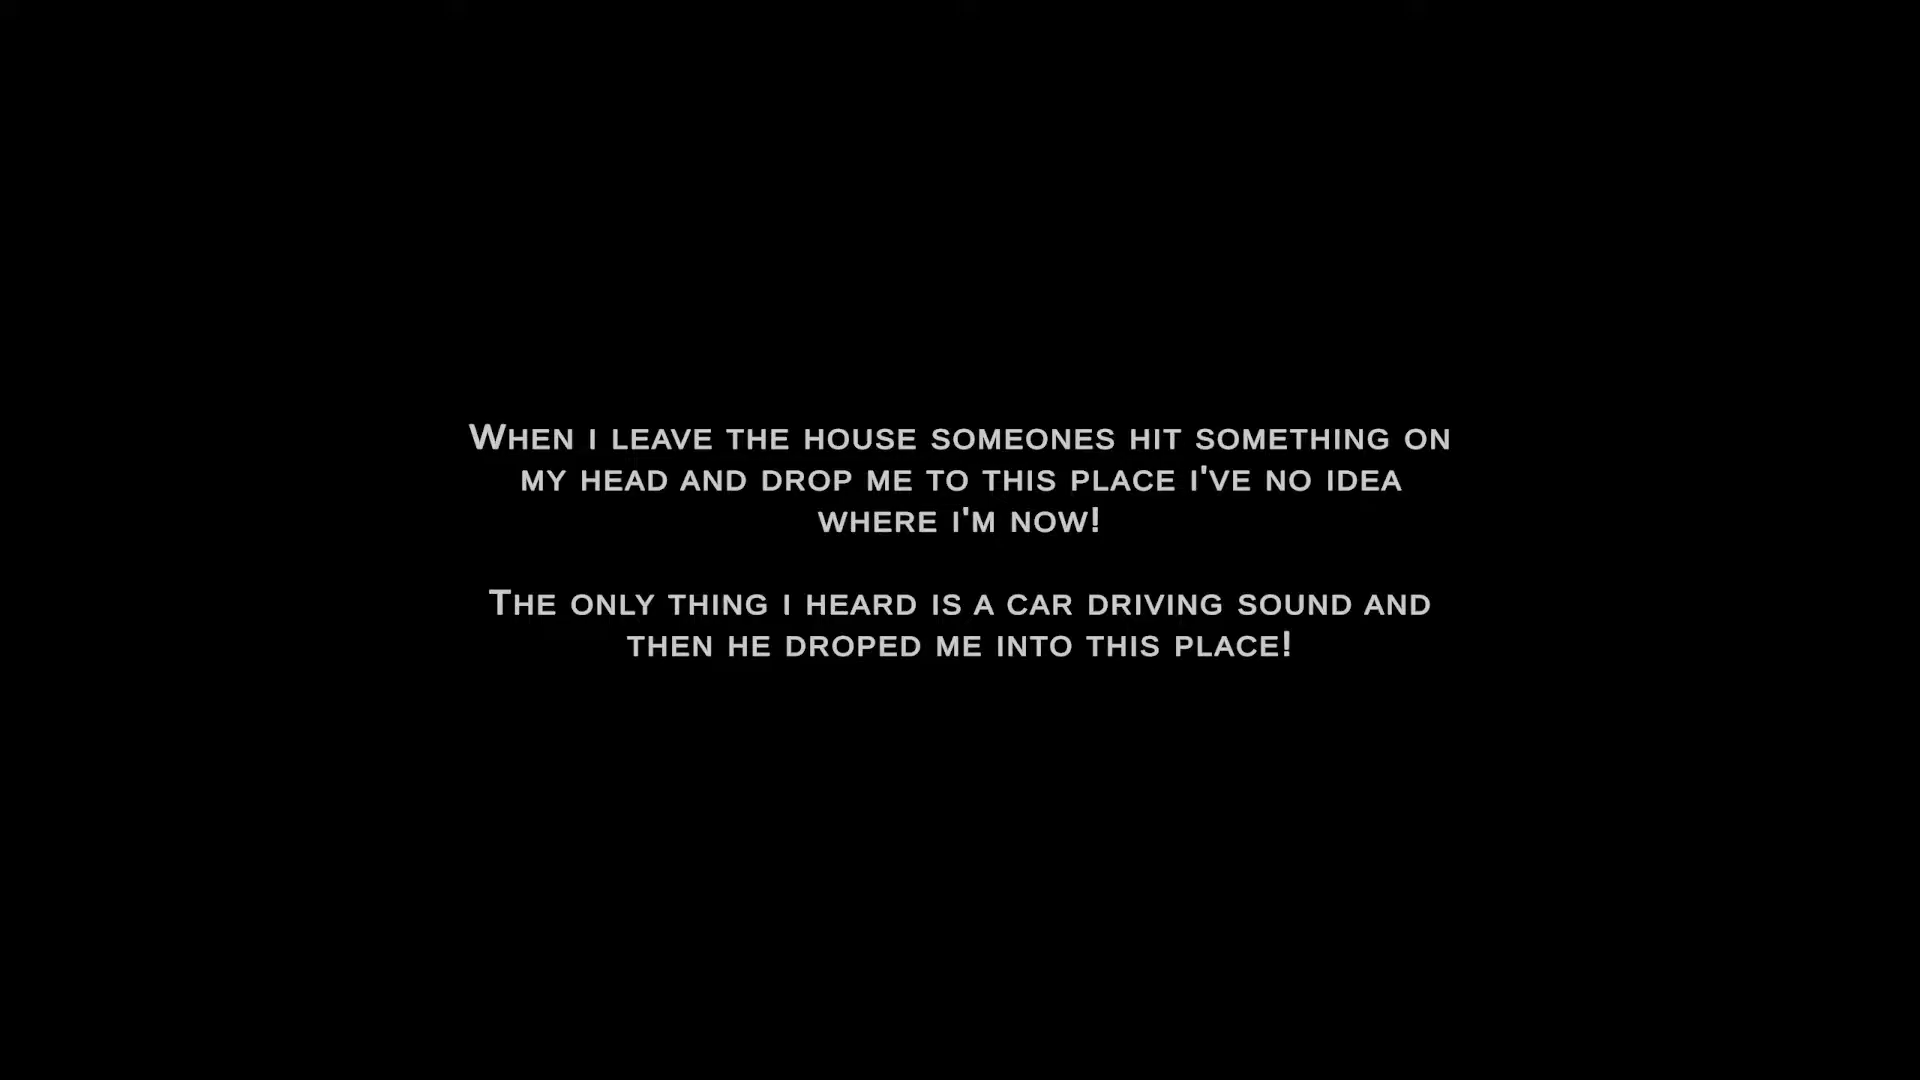 When i leave the house someones hit something on
my head and drop me to this place i've no idea
where i'm now!
The only thing i heard is a car driving sound and
then he droped me into this place!